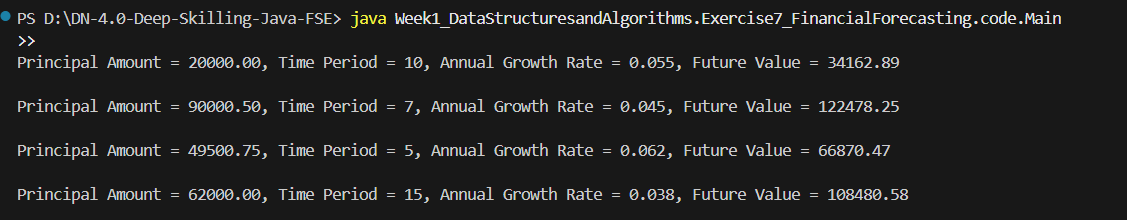 PS D:\DN-4.0-Deep-Skilling-Java-FSE> java Week1_DataStructuresandAlgorithms.Exercise7_FinancialForecasting.code.Main
>>
Principal Amount = 20000.00, Time Period = 10, Annual Growth Rate = 0.055, Future Value = 34162.89
Principal Amount = 90000.50, Time Period = 7, Annual Growth Rate = 0.045, Future Value = 122478.25
Principal Amount = 49500.75, Time Period = 5, Annual Growth Rate = 0.062, Future Value = 66870.47
Principal Amount = 62000.00, Time Period = 15, Annual Growth Rate = 0.038, Future Value = 108480.58